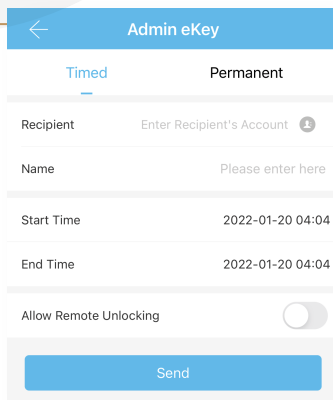 Admin eKey
Timed Permanent
Recipient Enter Recipient's Account
Name Please enter here
Start Time 2022-01-20 04:04
End Time 2022-01-20 04:04
Allow Remote Unlocking
Send